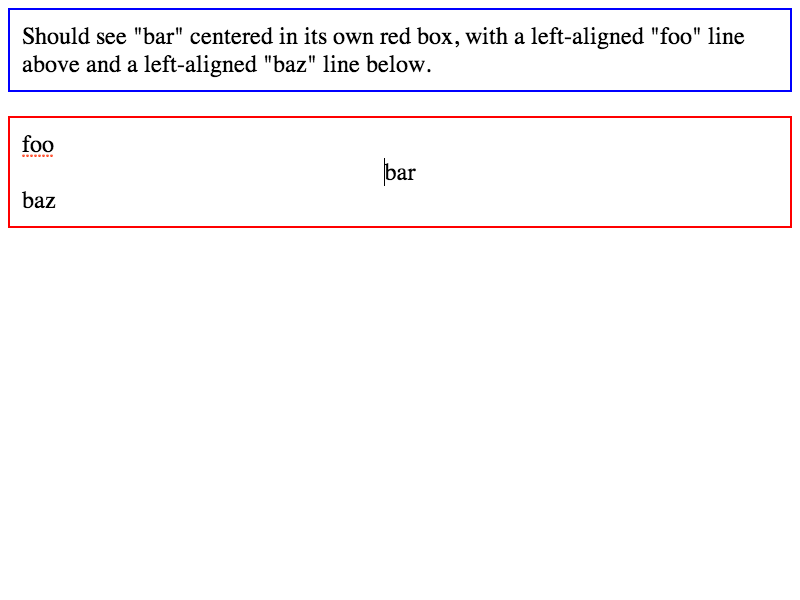 Should see "bar" centered in its own red box, with a left-aligned "foo" line
above and a left-aligned "baz" line below.
foo
bar
baz